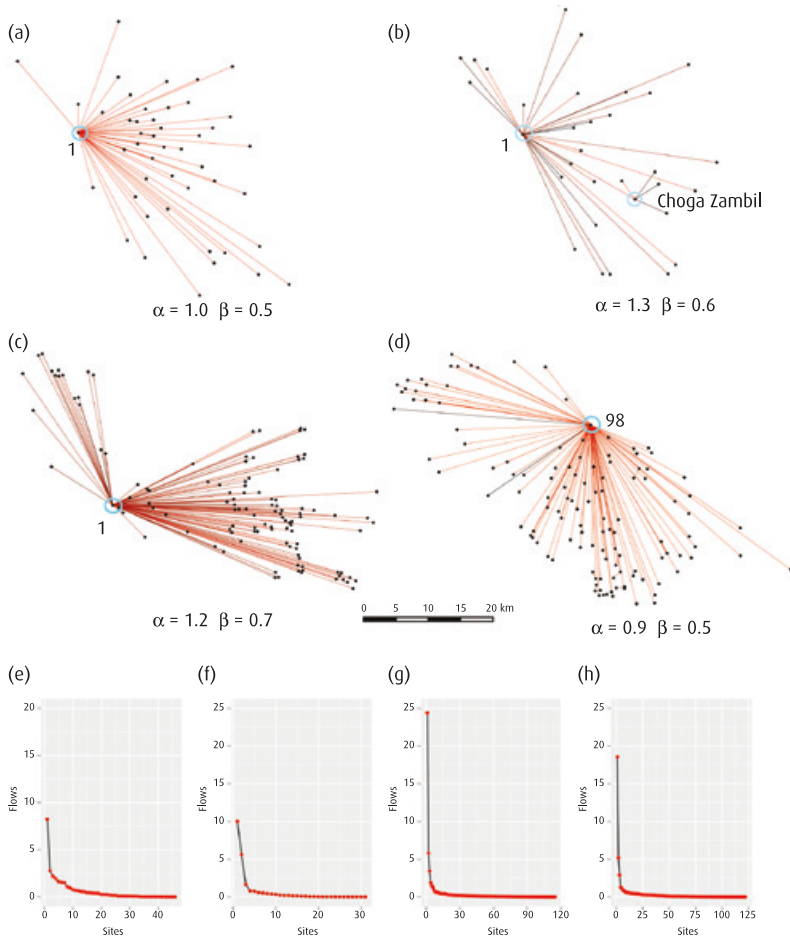 (a)
(b)
1
1
Choga Zambil
α = 1.0 β = 0.5
α = 1.3 β = 0.6
(c)
(d)
98
1
0 5 10 15 20 km
α = 1.2 β = 0.7
α = 0.9 β = 0.5
(e)
(f)
(g)
(h)
20
15
10
5
0
Flows
0 10 20 30 40
Sites
25
20
15
10
5
0
Flows
0 10 20 30
Sites
25
20
15
10
5
0
Flows
0 30 60 90 120
Sites
25
20
15
10
5
0
Flows
0 25 50 75 100 125
Sites